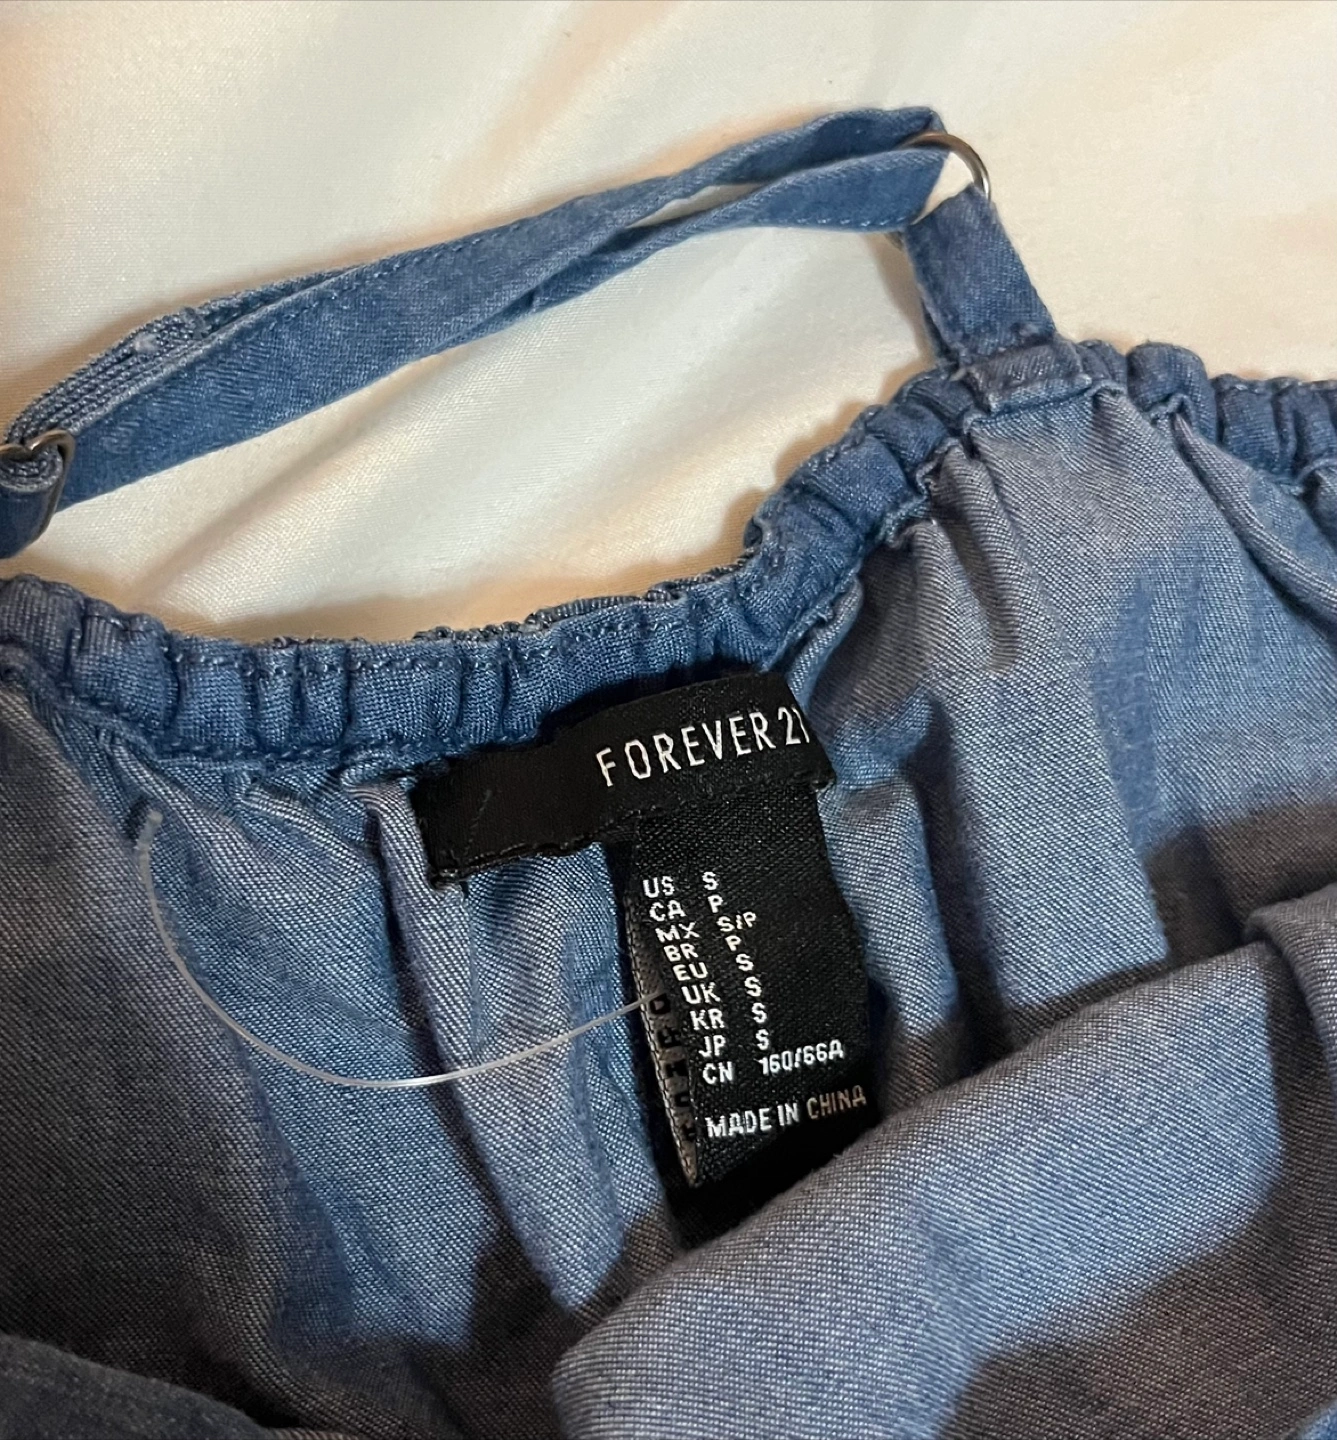 FOREVER 21
US S
CA P
MX S/P
BR P
EU S
UK S
KR S
JP S
CN 160/66A
MADE IN CHINA